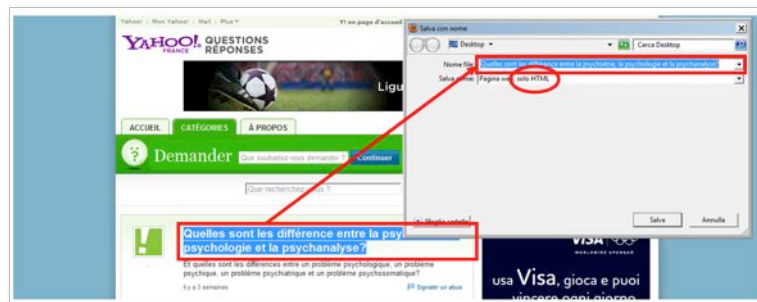 Yahoo! Mon Yahoo! Mail Plus
Y! en page d'accueil
YAHOO! QUESTIONS
FRANCE RÉPONSES
Ligu
ACCUEIL CATÉGORIES À PROPOS
Demander Que souhaitez-vous demander ? Continuer
Que recherchez-vous ?
Quelles sont les différence entre la psy
psychologie et la psychanalyse?
Et quelles sont les différences entre un problème psychologique, un problème
psychique, un problème psychiatrique et un problème psychosomatique?
Il y a 3 semaines
Signaler un abus
Salva con nome
Desktop
Cerca Desktop
Nome file: Quelles sont les différence entre la psychiatrie, la psychologie et la psychanalyse?
Salva come: Pagina web, solo HTML
Sfoglia cartelle
Salva Annulla
VISA
WORLDWIDE SPONSOR
usa Visa, gioca e puoi
vincere ogni giorno